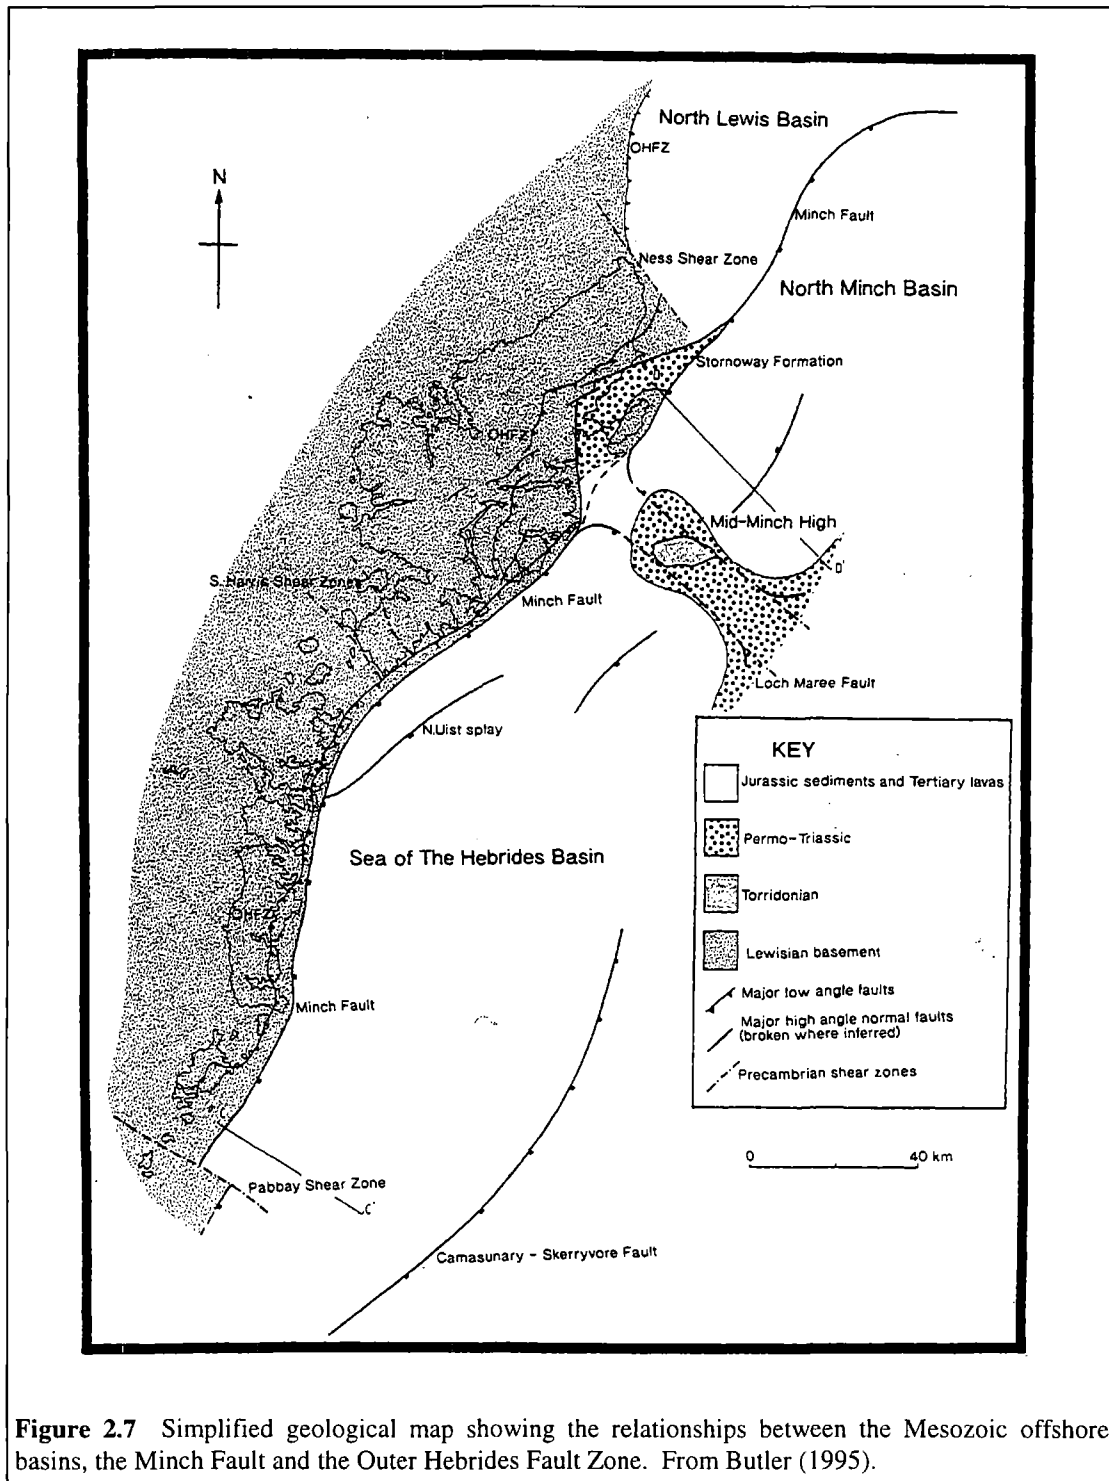 North Lewis Basin
OHFZ
N
Minch Fault
Ness Shear Zone
North Minch Basin
Stornoway Formation
D
OHFZ
Mid-Minch High
D'
S. Harris Shear Zones
Minch Fault
Loch Maree Fault
N.Uist splay
KEY
Jurassic sediments and Tertiary lavas
Permo-Triassic
Torridonian
Lewisian basement
Major low angle faults
Major high angle normal faults
(broken where inferred)
Precambrian shear zones
Sea of The Hebrides Basin
OHFZ
Minch Fault
C
0 40 km
Pabbay Shear Zone
C'
Camasunary - Skerryvore Fault
Figure 2.7 Simplified geological map showing the relationships between the Mesozoic offshore
basins, the Minch Fault and the Outer Hebrides Fault Zone. From Butler (1995).